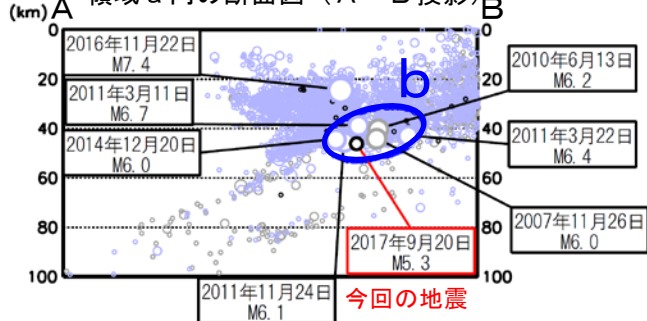 領域a内の断面図(A-B投影)
(km) A B
0 0
2016年11月22日
M7.4
2010年6月13日
M6.2
20 20
b
2011年3月11日
M6.7
40 40
2014年12月20日
M6.0
2011年3月22日
M6.4
60 60
2007年11月26日
M6.0
80 80
2017年9月20日
M5.3
100 100
2011年11月24日
M6.1
今回の地震